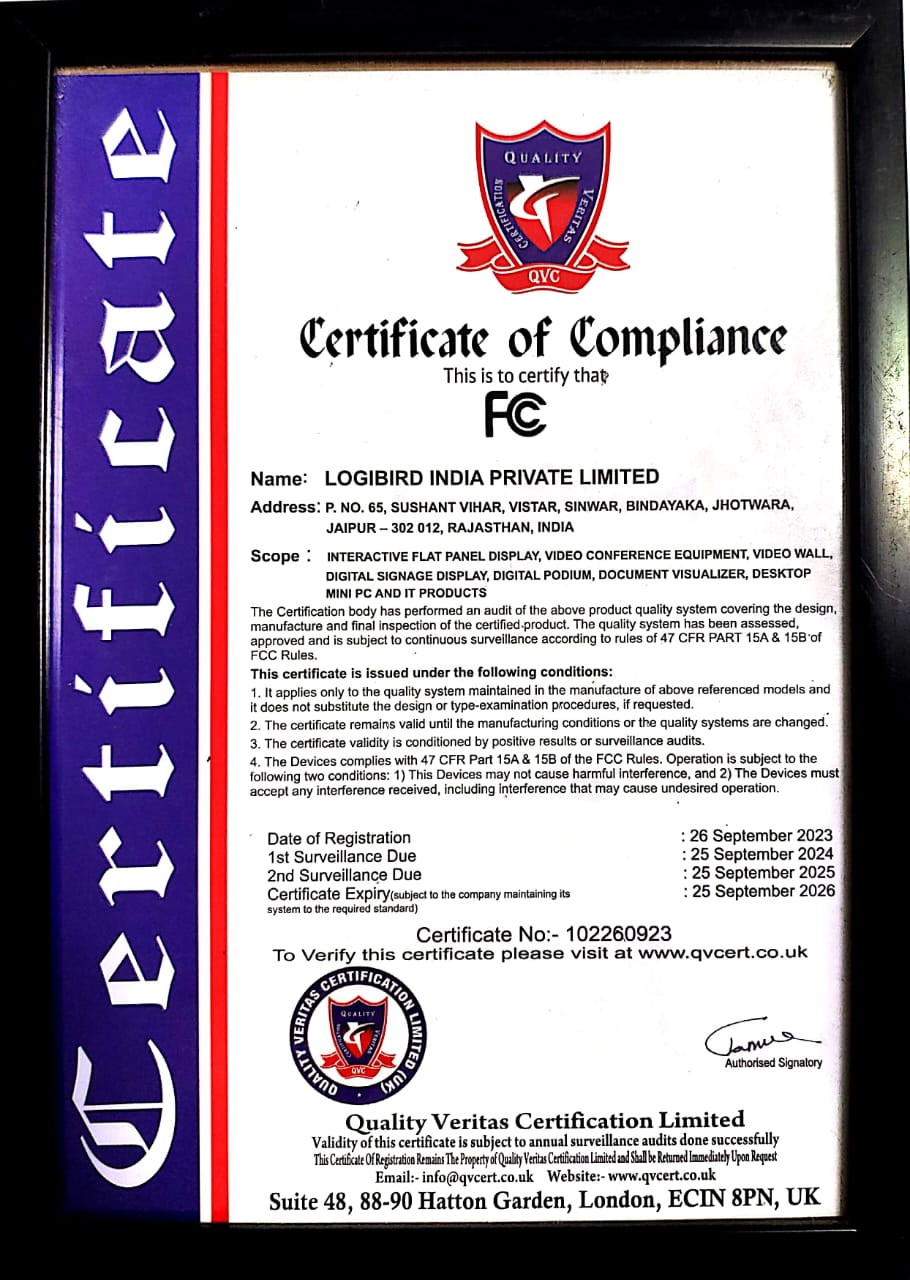 Certificate
QUALITY
CERTIFICATION
VERITAS
QVC
Certificate of Compliance
This is to certify that
FC
Name: LOGIBIRD INDIA PRIVATE LIMITED
Address: P. NO. 65, SUSHANT VIHAR, VISTAR, SINWAR, BINDAYAKA, JHOTWARA,
JAIPUR – 302 012, RAJASTHAN, INDIA
Scope : INTERACTIVE FLAT PANEL DISPLAY, VIDEO CONFERENCE EQUIPMENT, VIDEO WALL,
DIGITAL SIGNAGE DISPLAY, DIGITAL PODIUM, DOCUMENT VISUALIZER, DESKTOP
MINI PC AND IT PRODUCTS
The Certification body has performed an audit of the above product quality system covering the design,
manufacture and final inspection of the certified product. The quality system has been assessed,
approved and is subject to continuous surveillance according to rules of 47 CFR PART 15A & 15B of
FCC Rules.
This certificate is issued under the following conditions:
1. It applies only to the quality system maintained in the manufacture of above referenced models and
it does not substitute the design or type-examination procedures, if requested.
2. The certificate remains valid until the manufacturing conditions or the quality systems are changed.
3. The certificate validity is conditioned by positive results or surveillance audits.
4. The Devices complies with 47 CFR Part 15A & 15B of the FCC Rules. Operation is subject to the
following two conditions: 1) This Devices may not cause harmful interference, and 2) The Devices must
accept any interference received, including interference that may cause undesired operation.
Date of Registration : 26 September 2023
1st Surveillance Due : 25 September 2024
2nd Surveillance Due : 25 September 2025
Certificate Expiry(subject to the company maintaining its : 25 September 2026
system to the required standard)
Certificate No:- 102260923
To Verify this certificate please visit at www.qvcert.co.uk
QUALITY VERITAS CERTIFICATION LIMITED (UK)
QUALITY
CERTIFICATION
VERITAS
QVC
Authorised Signatory
Quality Veritas Certification Limited
Validity of this certificate is subject to annual surveillance audits done successfully
This Certificate Of Registration Remains The Property of Quality Veritas Certification Limited and Shall be Returned Immediately Upon Request
Email:- info@qvcert.co.uk Website:- www.qvcert.co.uk
Suite 48, 88-90 Hatton Garden, London, ECIN 8PN, UK